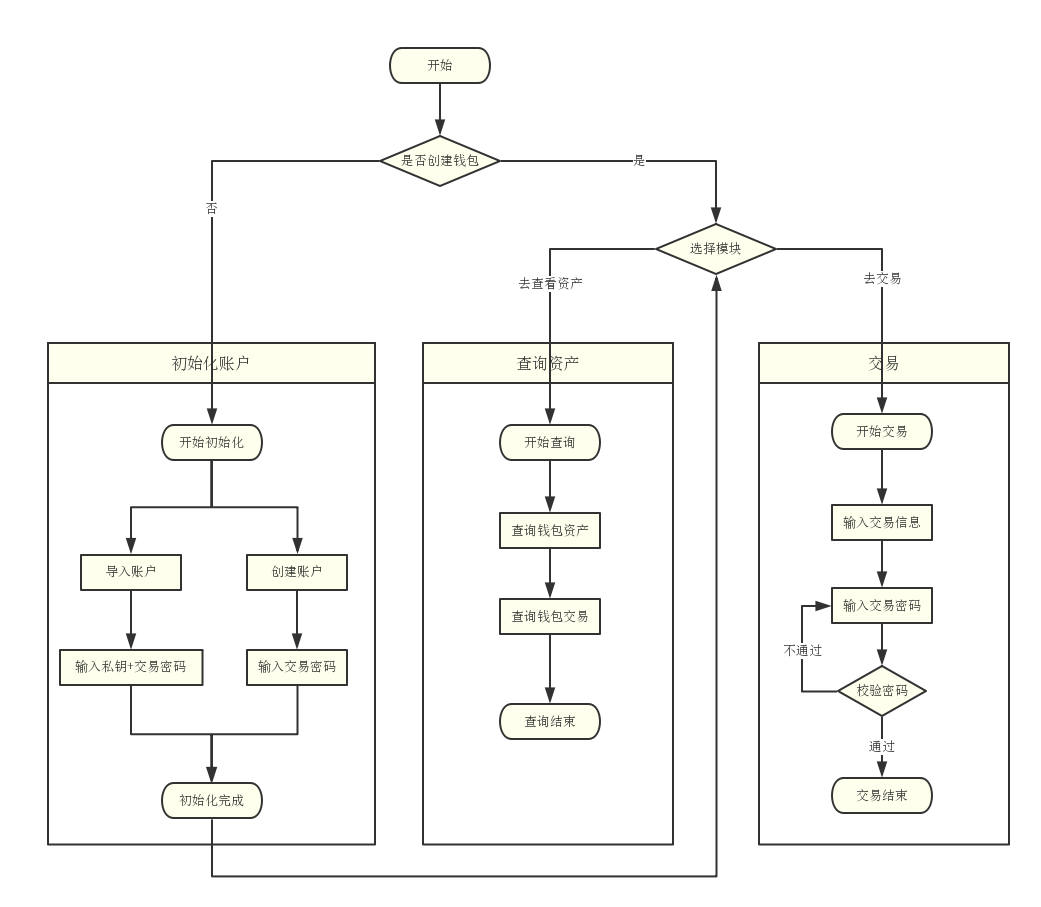 开始
是否创建钱包
是
否
选择模块
去查看资产
去交易
初始化账户
开始初始化
导入账户
创建账户
输入私钥+交易密码
输入交易密码
初始化完成
查询资产
开始查询
查询钱包资产
查询钱包交易
查询结束
交易
开始交易
输入交易信息
输入交易密码
不通过
校验密码
通过
交易结束